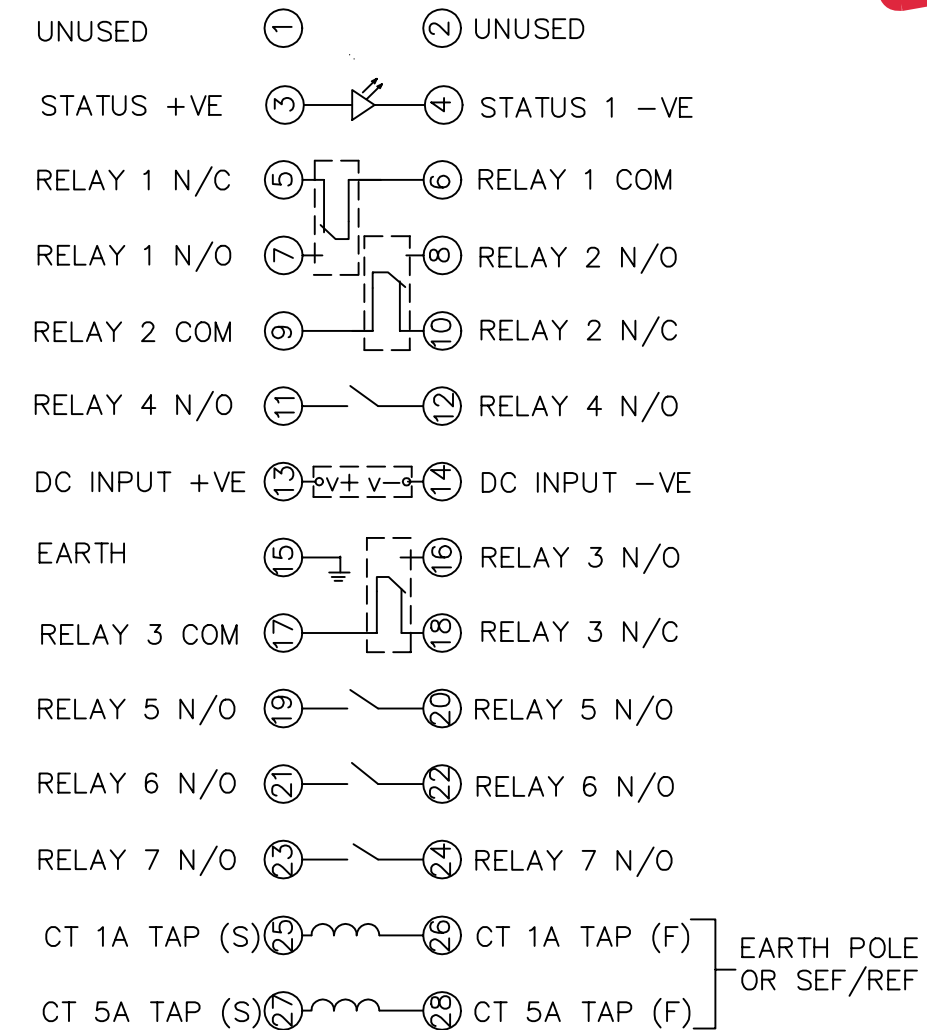 UNUSED 1 2 UNUSED
STATUS +VE 3 4 STATUS 1 −VE
RELAY 1 N/C 5 6 RELAY 1 COM
RELAY 1 N/O 7 8 RELAY 2 N/O
RELAY 2 COM 9 10 RELAY 2 N/C
RELAY 4 N/O 11 12 RELAY 4 N/O
DC INPUT +VE 13 V+ V− 14 DC INPUT −VE
EARTH 15 16 RELAY 3 N/O
RELAY 3 COM 17 18 RELAY 3 N/C
RELAY 5 N/O 19 20 RELAY 5 N/O
RELAY 6 N/O 21 22 RELAY 6 N/O
RELAY 7 N/O 23 24 RELAY 7 N/O
CT 1A TAP (S) 25 26 CT 1A TAP (F)
EARTH POLE
OR SEF/REF
CT 5A TAP (S) 27 28 CT 5A TAP (F)